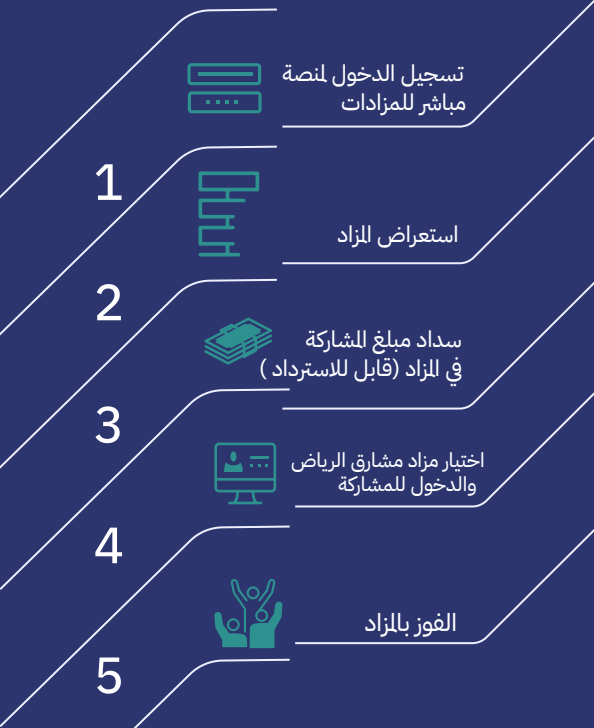 تسجيل الدخول لمنصة
مباشر للمزادات
1
استعراض المزاد
2
سداد مبلغ المشاركة
في المزاد (قابل للاسترداد )
3
اختيار مزاد مشارق الرياض
والدخول للمشاركة
4
الفوز بالمزاد
5